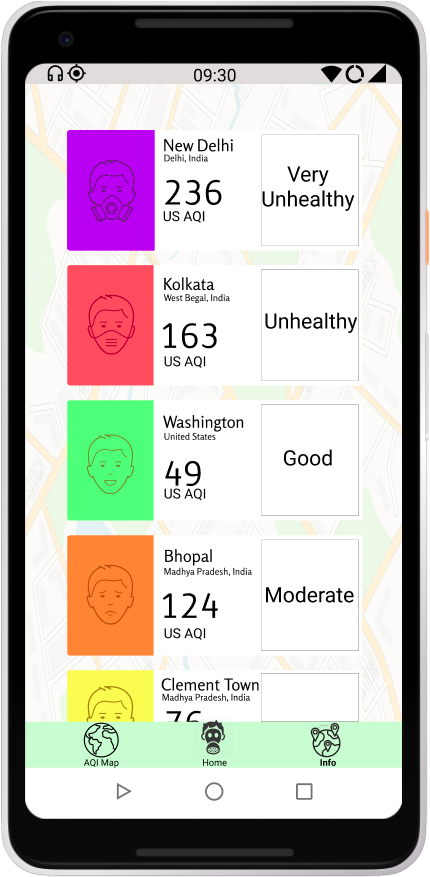 09:30
New Delhi
Delhi, India
236
US AQI
Very
Unhealthy
Kolkata
West Begal, India
163
US AQI
Unhealthy
Washington
United States
49
US AQI
Good
Bhopal
Madhya Pradesh, India
124
US AQI
Moderate
Clement Town
Madhya Pradesh, India
76
AQI Map
Home
Info